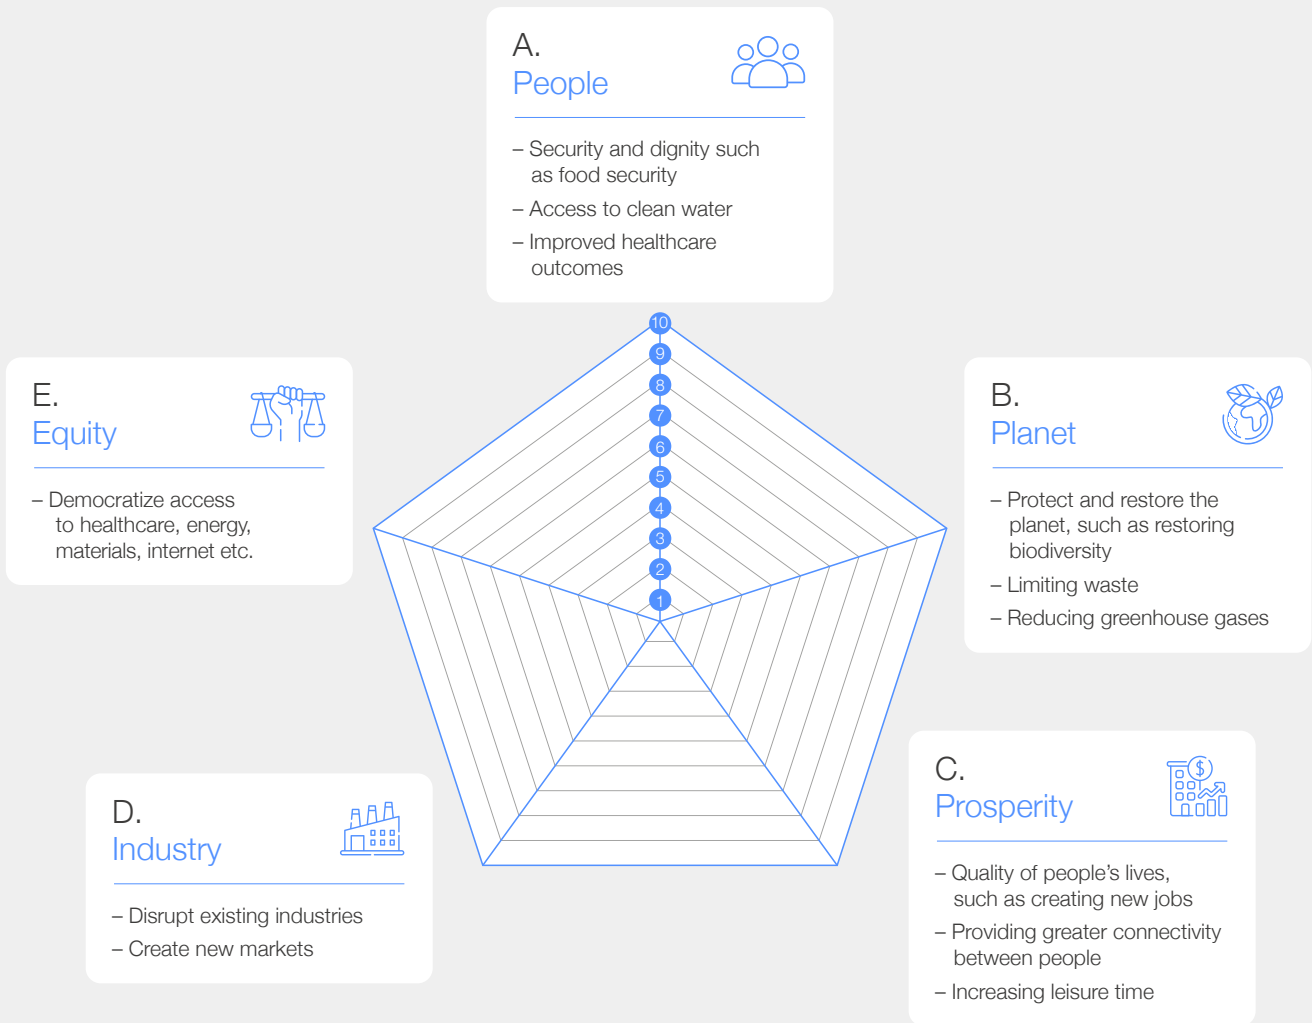 A.
People
– Security and dignity such
as food security
– Access to clean water
– Improved healthcare
outcomes
10
9
8
7
6
5
4
3
2
1
E.
Equity
– Democratize access
to healthcare, energy,
materials, internet etc.
B.
Planet
– Protect and restore the
planet, such as restoring
biodiversity
– Limiting waste
– Reducing greenhouse gases
D.
Industry
– Disrupt existing industries
– Create new markets
C.
Prosperity
$
– Quality of people’s lives,
such as creating new jobs
– Providing greater connectivity
between people
– Increasing leisure time